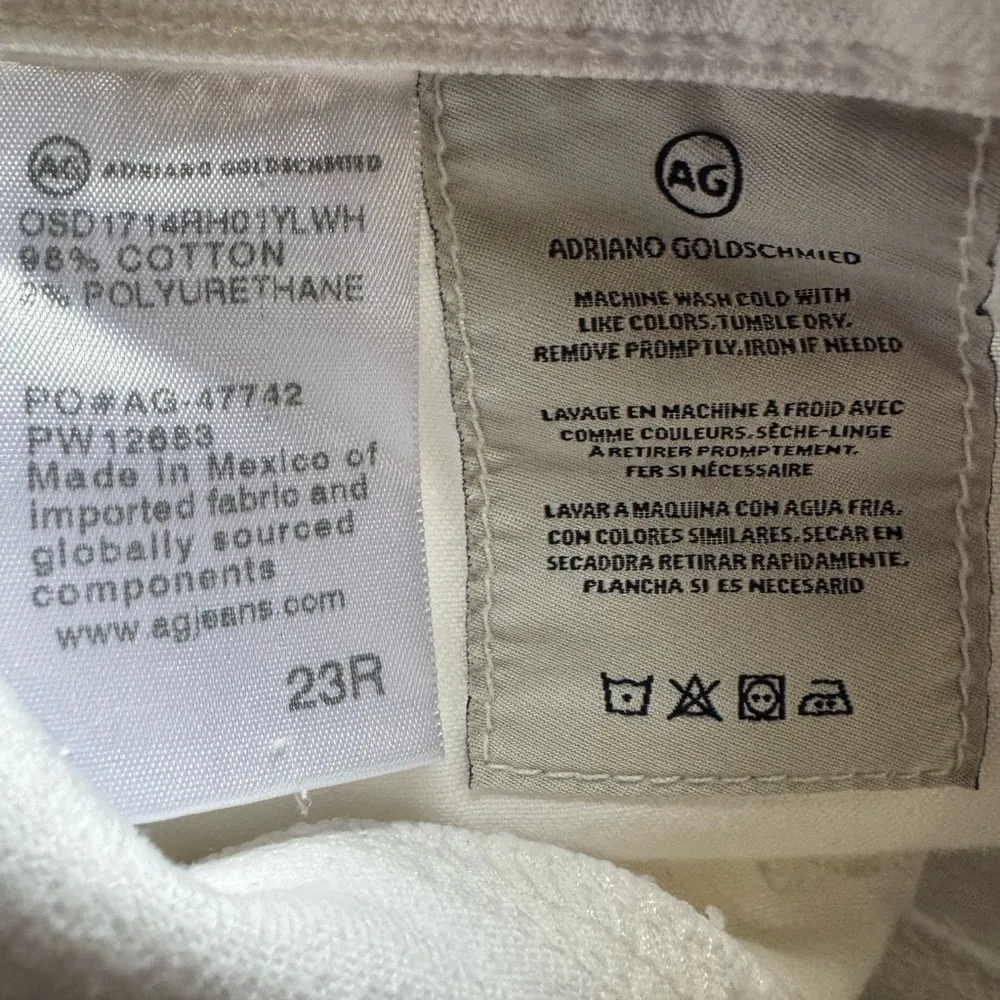 AG ADRIANO GOLDSCHMIED
OSD1714RH01YLWH
98% COTTON
2% POLYURETHANE
PO#AG-47742
PW12683
Made in Mexico of
imported fabric and
globally sourced
components
www.agjeans.com
23R
AG
ADRIANO GOLDSCHMIED
MACHINE WASH COLD WITH
LIKE COLORS.TUMBLE DRY.
REMOVE PROMPTLY.IRON IF NEEDED
LAVAGE EN MACHINE À FROID AVEC
COMME COULEURS.SÈCHE-LINGE
A RETIRER PROMPTEMENT.
FER SI NÉCESSAIRE
LAVAR A MAQUINA CON AGUA FRIA.
CON COLORES SIMILARES.SECAR EN
SECADORA RETIRAR RAPIDAMENTE.
PLANCHA SI ES NECESARIO